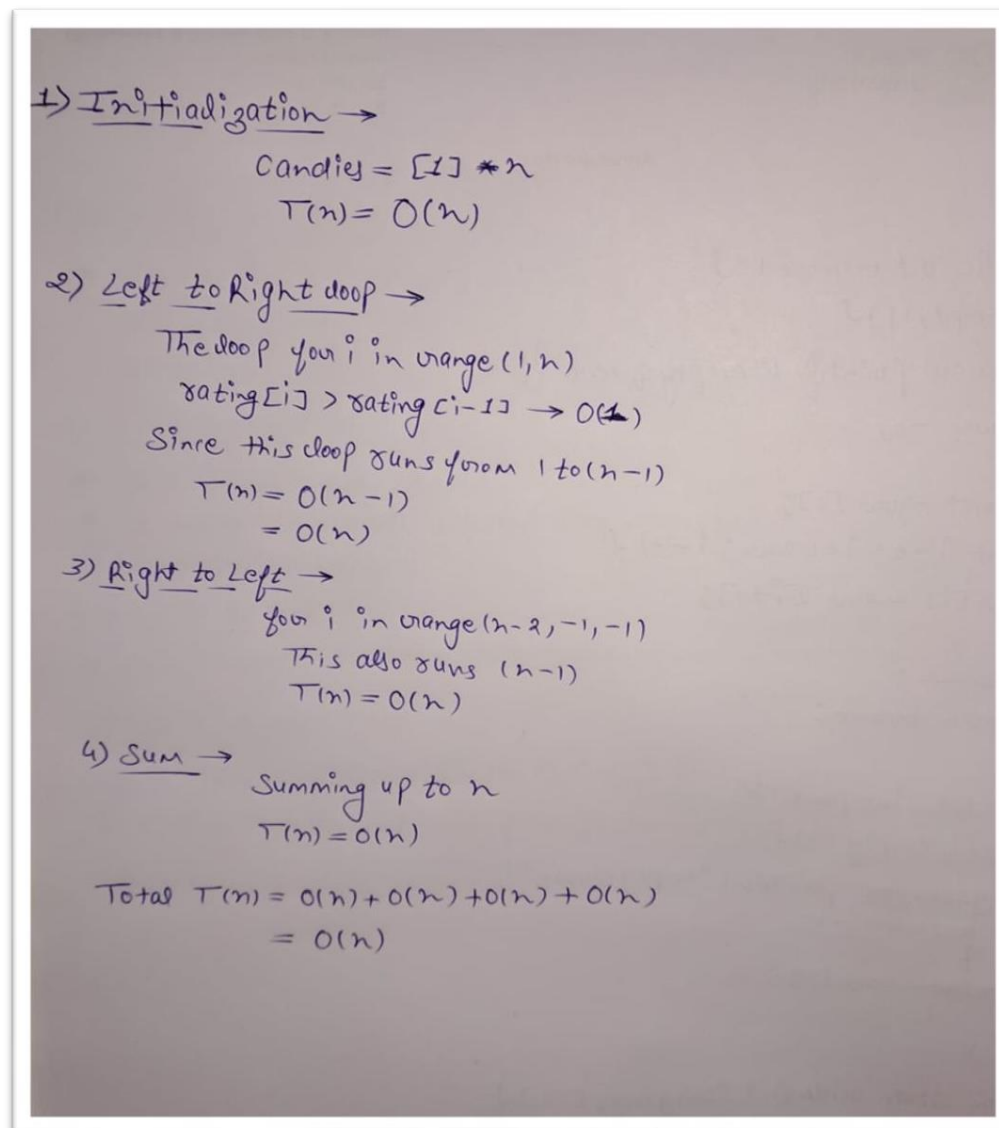 1) Initialization →
Candies = [1] * n
T(n) = O(n)
2) Left to Right loop →
The loop for i in range (1, n)
rating [i] > rating [i-1] → O(1)
Since this loop runs from 1 to (n-1)
T(n) = O(n-1)
= O(n)
3) Right to Left →
for i in range (n-2, -1, -1)
This also runs (n-1)
T(n) = O(n)
4) Sum →
Summing up to n
T(n) = O(n)
Total T(n) = O(n) + O(n) + O(n) + O(n)
= O(n)